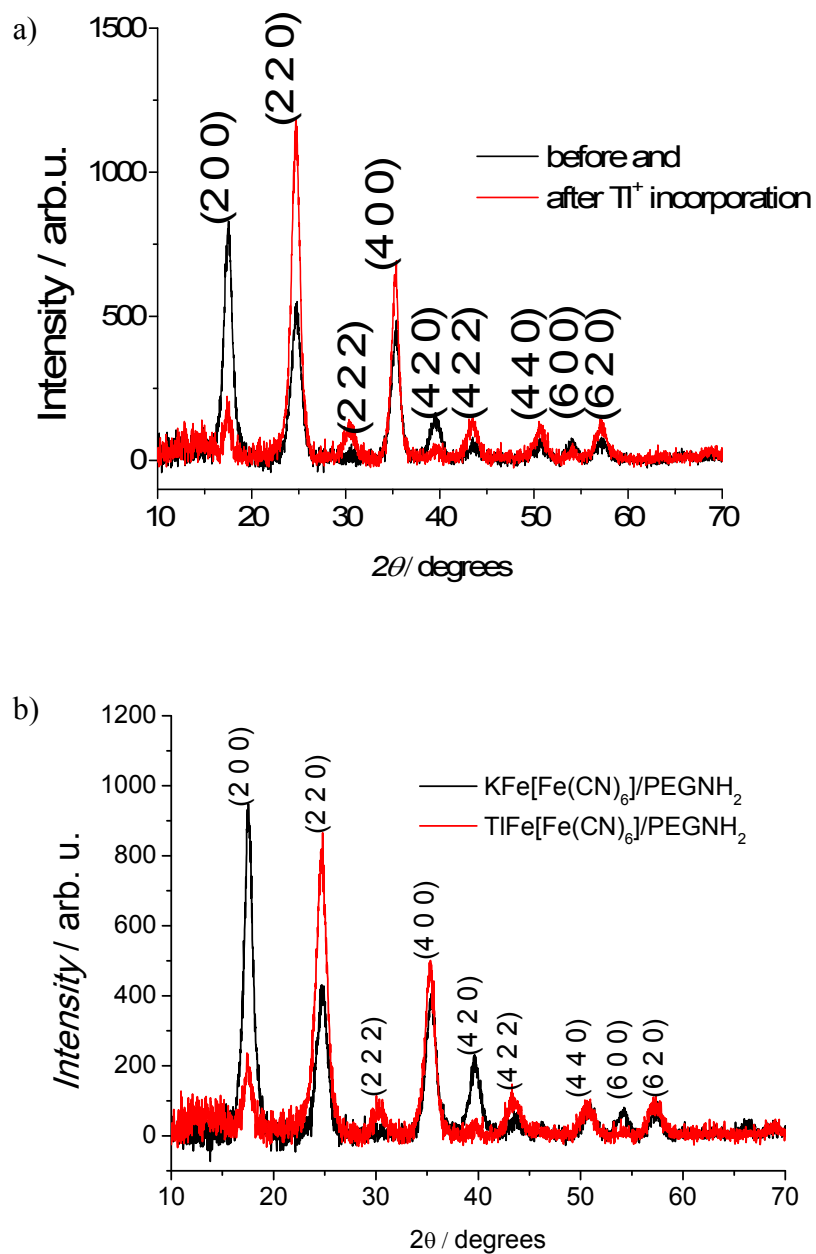 a)
1500
1000
500
0
Intensity / arb.u.
(2 0 0)
(2 2 0)
(2 2 2)
(4 0 0)
(4 2 0)
(4 2 2)
(4 4 0)
(6 0 0)
(6 2 0)
before and
after Tl⁺ incorporation
10 20 30 40 50 60 70
2θ/ degrees
b)
1200
1000
800
600
400
200
0
Intensity / arb. u.
(2 0 0)
(2 2 0)
(2 2 2)
(4 0 0)
(4 2 0)
(4 2 2)
(4 4 0)
(6 0 0)
(6 2 0)
KFe[Fe(CN)₆]/PEGNH₂
TlFe[Fe(CN)₆]/PEGNH₂
10 20 30 40 50 60 70
2θ / degrees